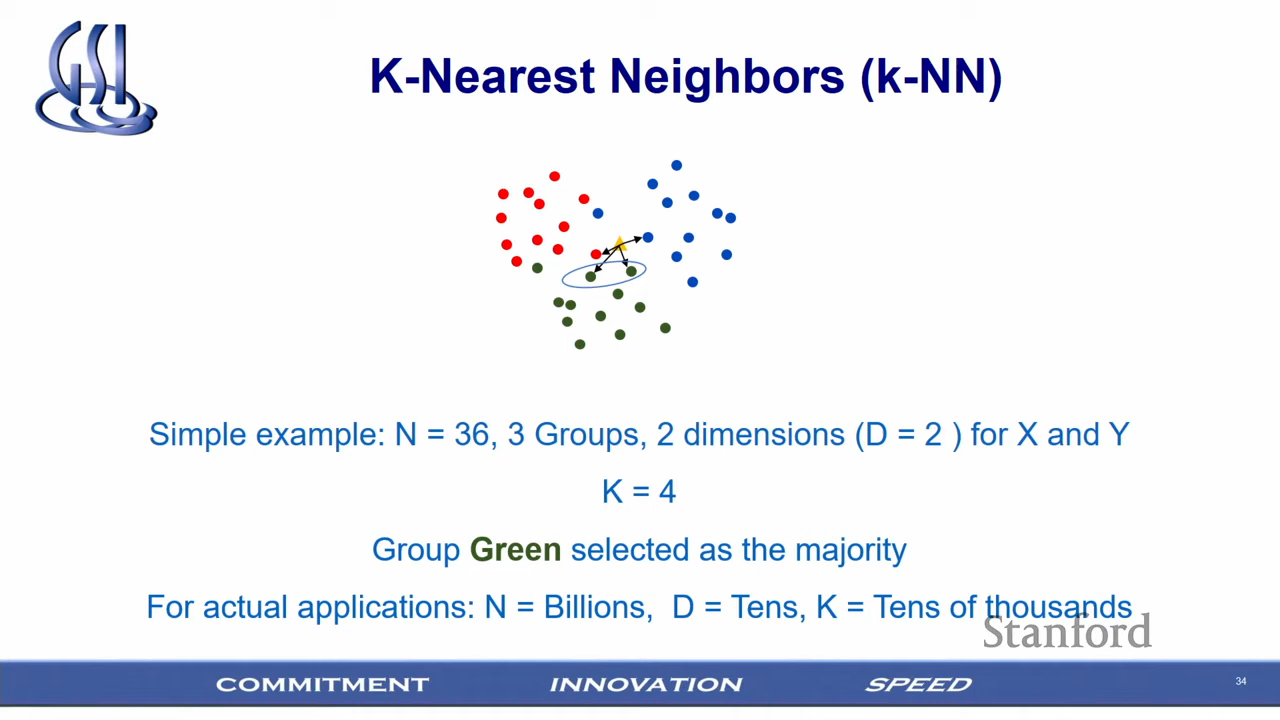 GSI
K-Nearest Neighbors (k-NN)
Simple example: N = 36, 3 Groups, 2 dimensions (D = 2 ) for X and Y
K = 4
Group Green selected as the majority
For actual applications: N = Billions,  D = Tens, K = Tens of thousands
Stanford
COMMITMENT INNOVATION SPEED 34